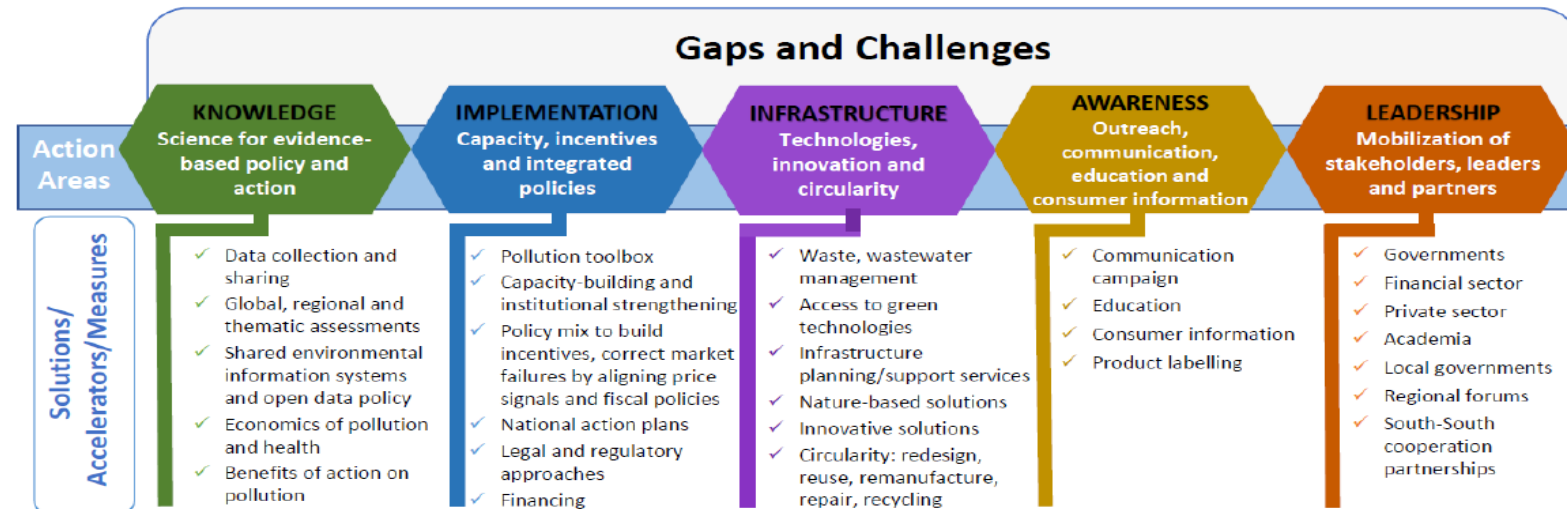 Gaps and Challenges
Action
Areas
KNOWLEDGE
Science for evidence-
based policy and
action
IMPLEMENTATION
Capacity, incentives
and integrated
policies
INFRASTRUCTURE
Technologies,
innovation and
circularity
AWARENESS
Outreach,
communication,
education and
consumer information
LEADERSHIP
Mobilization of
stakeholders, leaders
and partners
Solutions/
Accelerators/Measures
✓ Data collection and
sharing
✓ Global, regional and
thematic assessments
✓ Shared environmental
information systems
and open data policy
✓ Economics of pollution
and health
✓ Benefits of action on
pollution
✓ Pollution toolbox
✓ Capacity-building and
institutional strengthening
✓ Policy mix to build
incentives, correct market
failures by aligning price
signals and fiscal policies
✓ National action plans
✓ Legal and regulatory
approaches
✓ Financing
✓ Waste, wastewater
management
✓ Access to green
technologies
✓ Infrastructure
planning/support services
✓ Nature-based solutions
✓ Innovative solutions
✓ Circularity: redesign,
reuse, remanufacture,
repair, recycling
✓ Communication
campaign
✓ Education
✓ Consumer information
✓ Product labelling
✓ Governments
✓ Financial sector
✓ Private sector
✓ Academia
✓ Local governments
✓ Regional forums
✓ South-South
cooperation
partnerships